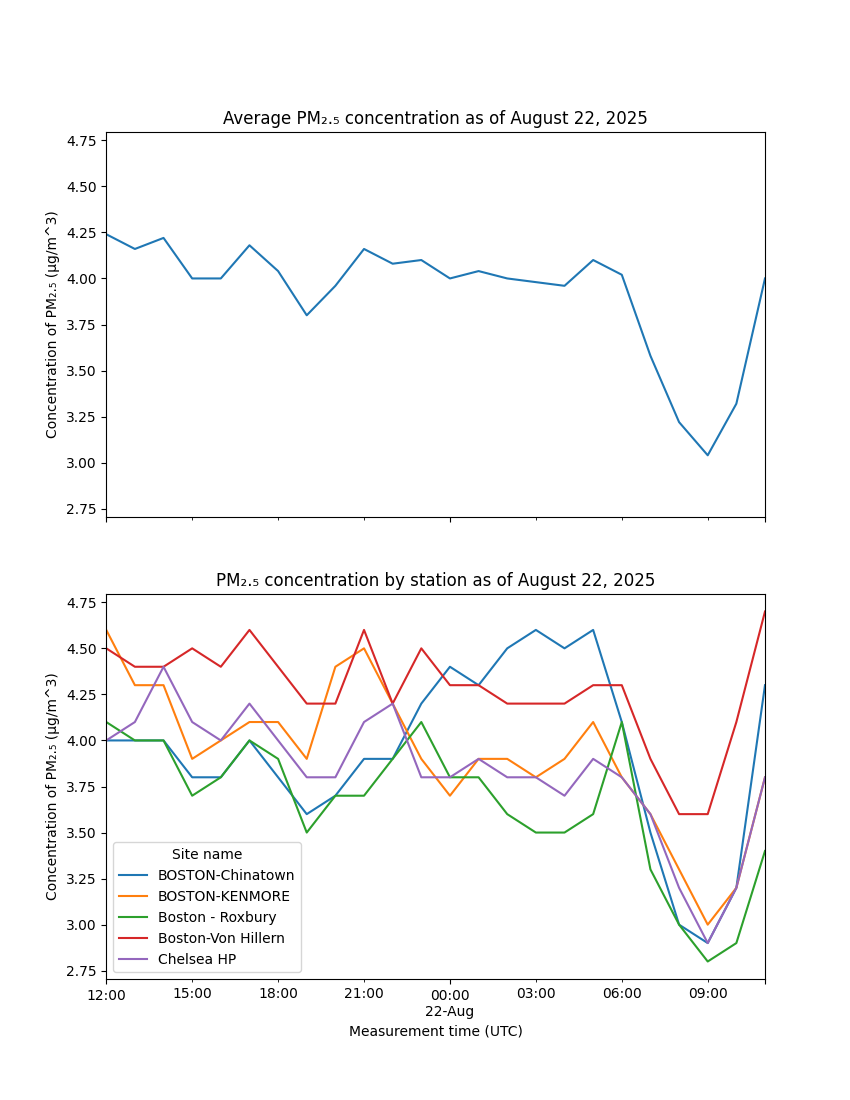 Average PM₂.₅ concentration as of August 22, 2025
Concentration of PM₂.₅ (µg/m^3)
4.75
4.50
4.25
4.00
3.75
3.50
3.25
3.00
2.75
PM₂.₅ concentration by station as of August 22, 2025
Concentration of PM₂.₅ (µg/m^3)
4.75
4.50
4.25
4.00
3.75
3.50
3.25
3.00
2.75
Site name
BOSTON-Chinatown
BOSTON-KENMORE
Boston - Roxbury
Boston-Von Hillern
Chelsea HP
12:00 15:00 18:00 21:00 00:00 03:00 06:00 09:00
22-Aug
Measurement time (UTC)